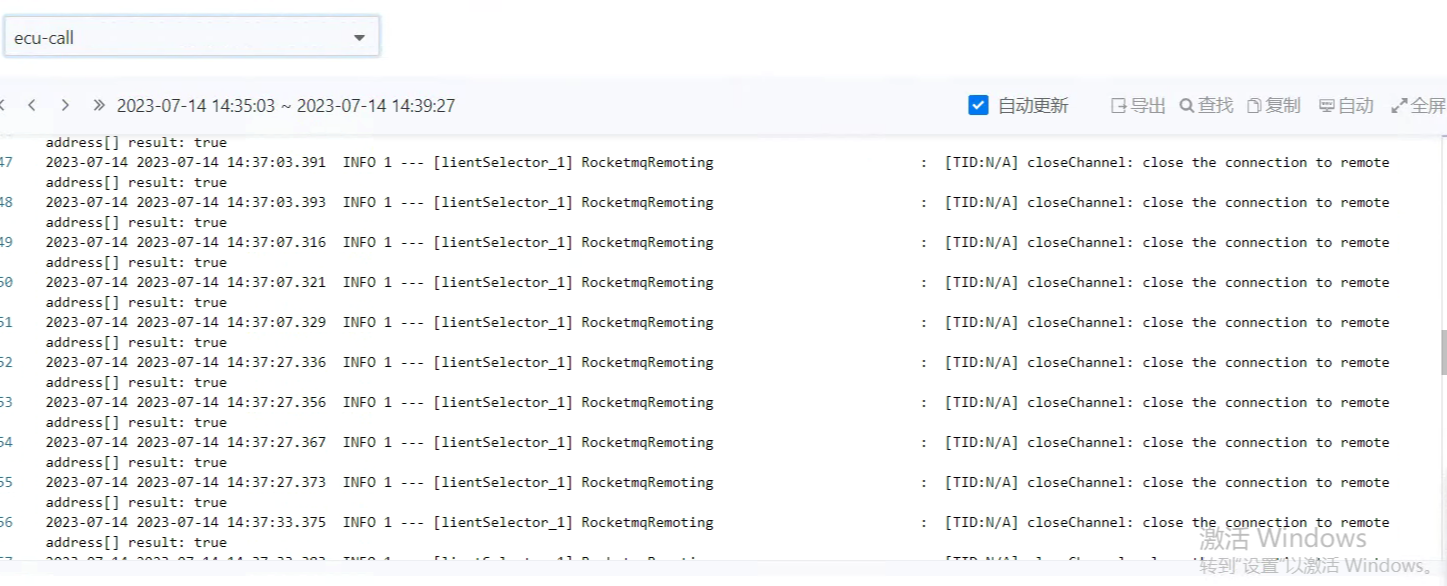 ecu-call
2023-07-14 14:35:03 ~ 2023-07-14 14:39:27 自动更新 导出 查找 复制 自动 全屏
address[] result: true
47 2023-07-14 2023-07-14 14:37:03.391 INFO 1 --- [lientSelector_1] RocketmqRemoting : [TID:N/A] closeChannel: close the connection to remote
address[] result: true
48 2023-07-14 2023-07-14 14:37:03.393 INFO 1 --- [lientSelector_1] RocketmqRemoting : [TID:N/A] closeChannel: close the connection to remote
address[] result: true
49 2023-07-14 2023-07-14 14:37:07.316 INFO 1 --- [lientSelector_1] RocketmqRemoting : [TID:N/A] closeChannel: close the connection to remote
address[] result: true
50 2023-07-14 2023-07-14 14:37:07.321 INFO 1 --- [lientSelector_1] RocketmqRemoting : [TID:N/A] closeChannel: close the connection to remote
address[] result: true
51 2023-07-14 2023-07-14 14:37:07.329 INFO 1 --- [lientSelector_1] RocketmqRemoting : [TID:N/A] closeChannel: close the connection to remote
address[] result: true
52 2023-07-14 2023-07-14 14:37:27.336 INFO 1 --- [lientSelector_1] RocketmqRemoting : [TID:N/A] closeChannel: close the connection to remote
address[] result: true
53 2023-07-14 2023-07-14 14:37:27.356 INFO 1 --- [lientSelector_1] RocketmqRemoting : [TID:N/A] closeChannel: close the connection to remote
address[] result: true
54 2023-07-14 2023-07-14 14:37:27.367 INFO 1 --- [lientSelector_1] RocketmqRemoting : [TID:N/A] closeChannel: close the connection to remote
address[] result: true
55 2023-07-14 2023-07-14 14:37:27.373 INFO 1 --- [lientSelector_1] RocketmqRemoting : [TID:N/A] closeChannel: close the connection to remote
address[] result: true
56 2023-07-14 2023-07-14 14:37:33.375 INFO 1 --- [lientSelector_1] RocketmqRemoting : [TID:N/A] closeChannel: close the connection to remote
address[] result: true
激活 Windows
转到"设置"以激活 Windows。